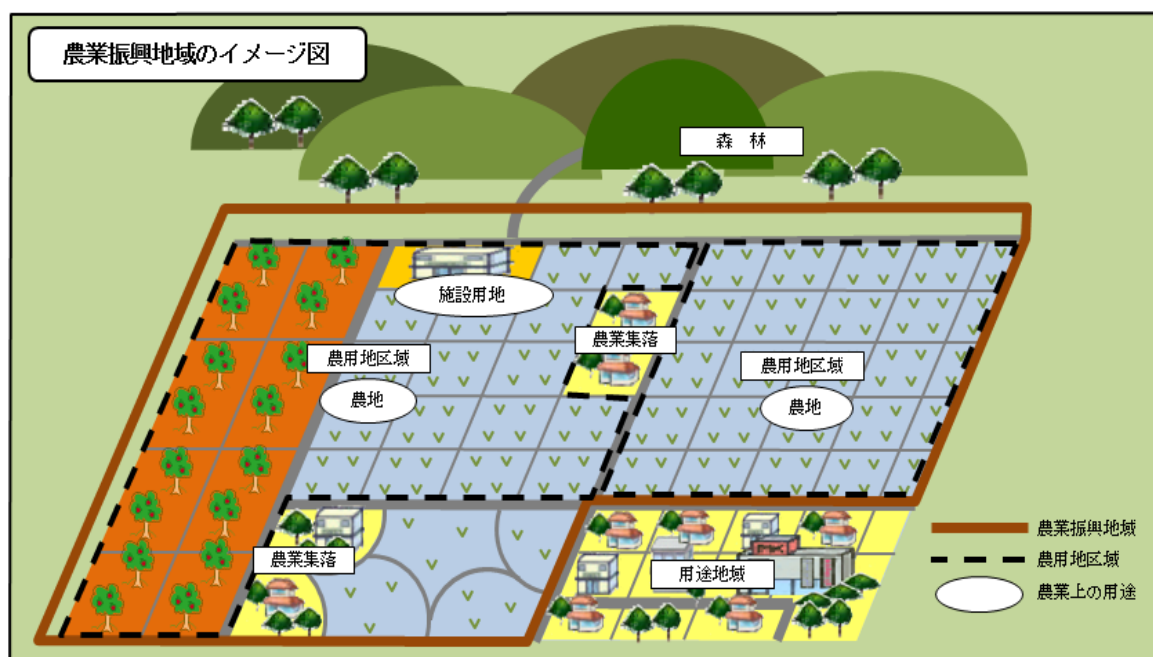 農業振興地域のイメージ図
森　林
施設用地
農業集落
農用地区域
農用地区域
農地
農地
農業集落
用途地域
農業振興地域
農用地区域
農業上の用途